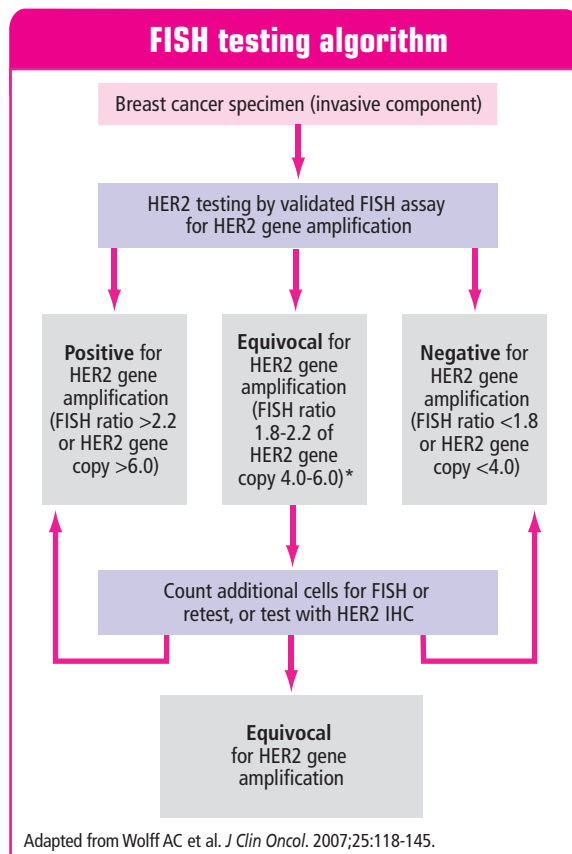 FISH testing algorithm
Breast cancer specimen (invasive component)
HER2 testing by validated FISH assay
for HER2 gene amplification
Positive for
HER2 gene
amplification
(FISH ratio >2.2
or HER2 gene
copy >6.0)
Equivocal for
HER2 gene
amplification
(FISH ratio
1.8-2.2 of
HER2 gene
copy 4.0-6.0)*
Negative for
HER2 gene
amplification
(FISH ratio <1.8
or HER2 gene
copy <4.0)
Count additional cells for FISH or
retest, or test with HER2 IHC
Equivocal
for HER2 gene
amplification
Adapted from Wolff AC et al. J Clin Oncol. 2007;25:118-145.